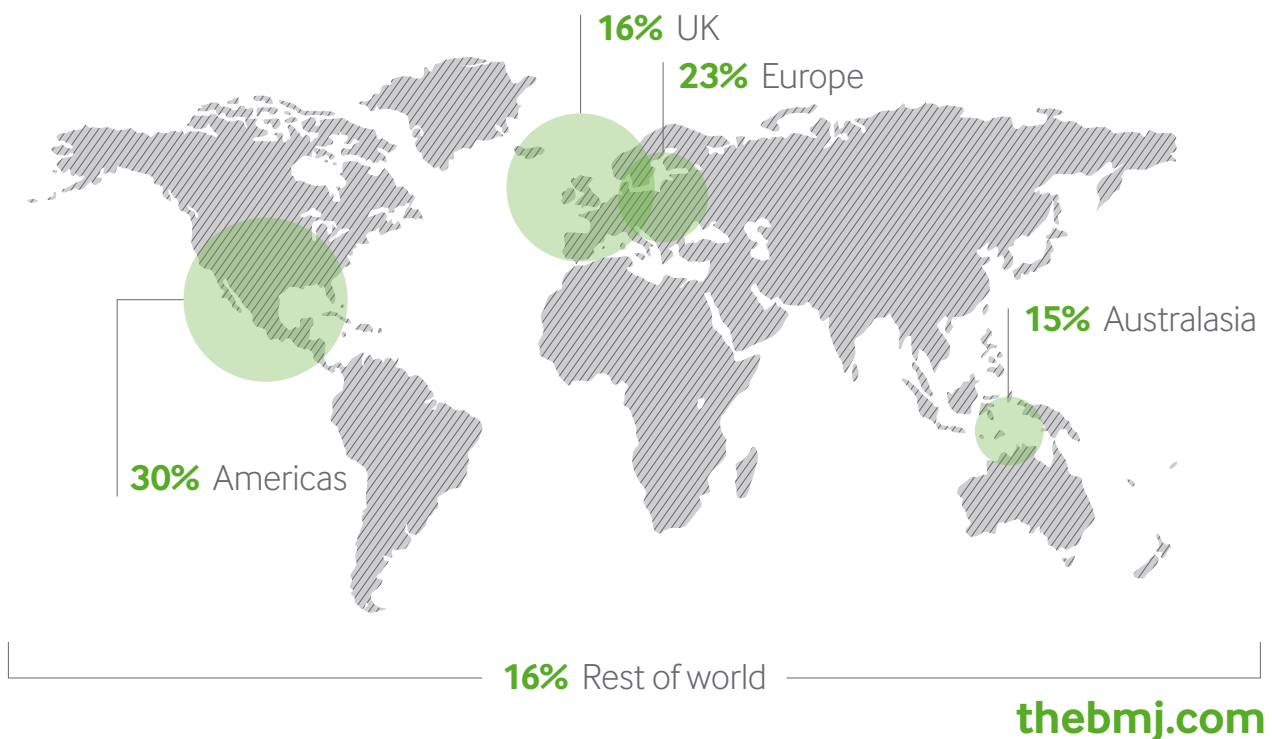 16% UK
23% Europe
15% Australasia
30% Americas
16% Rest of world
thebmj.com